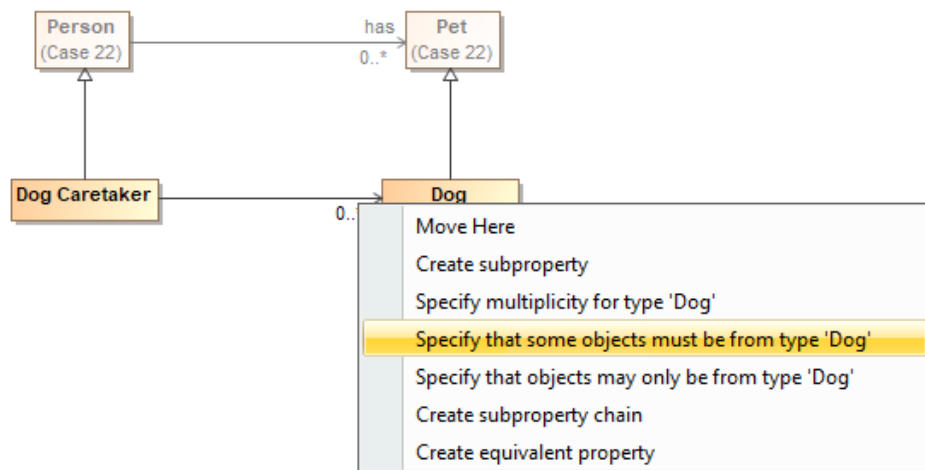 Person
(Case 22)
has
0..*
Pet
(Case 22)
Dog Caretaker
0..*
Dog
Move Here
Create subproperty
Specify multiplicity for type 'Dog'
Specify that some objects must be from type 'Dog'
Specify that objects may only be from type 'Dog'
Create subproperty chain
Create equivalent property